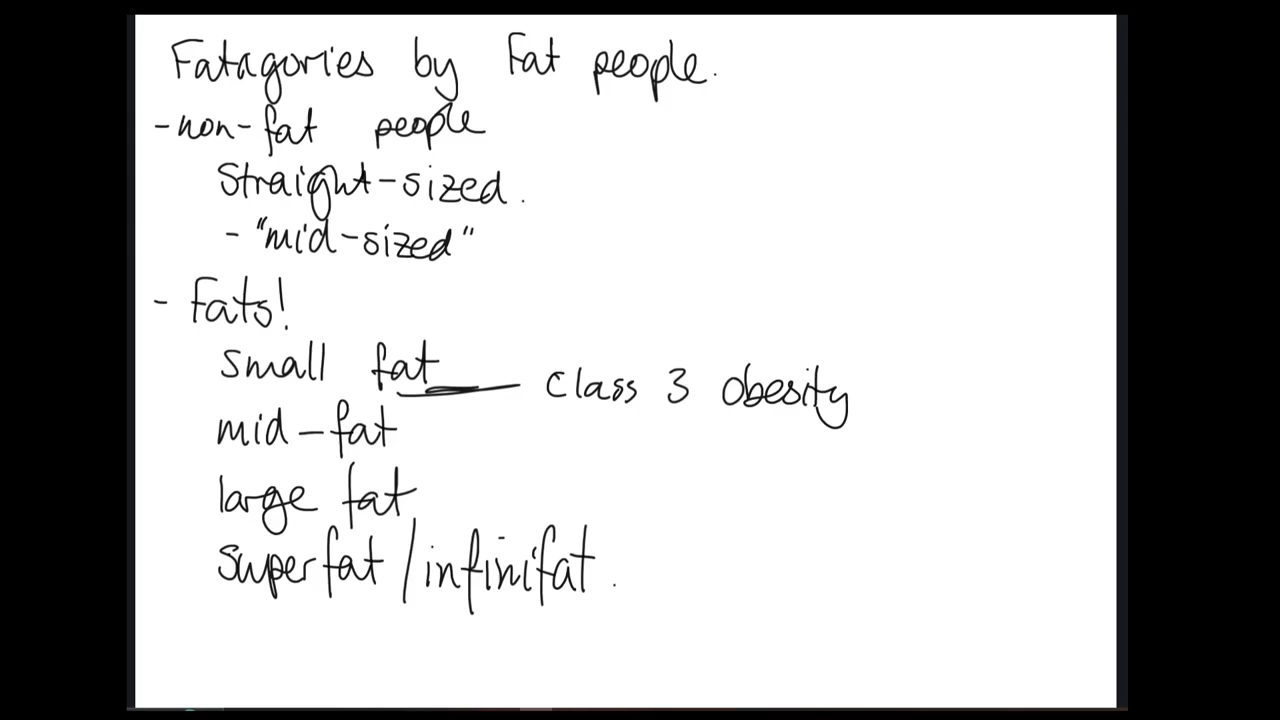 Fatagories by Fat people.
- non-fat people
Straight-sized.
- "mid-sized"
- Fats!
small fat
Class 3 obesity
mid-fat
large fat
superfat/infinifat.